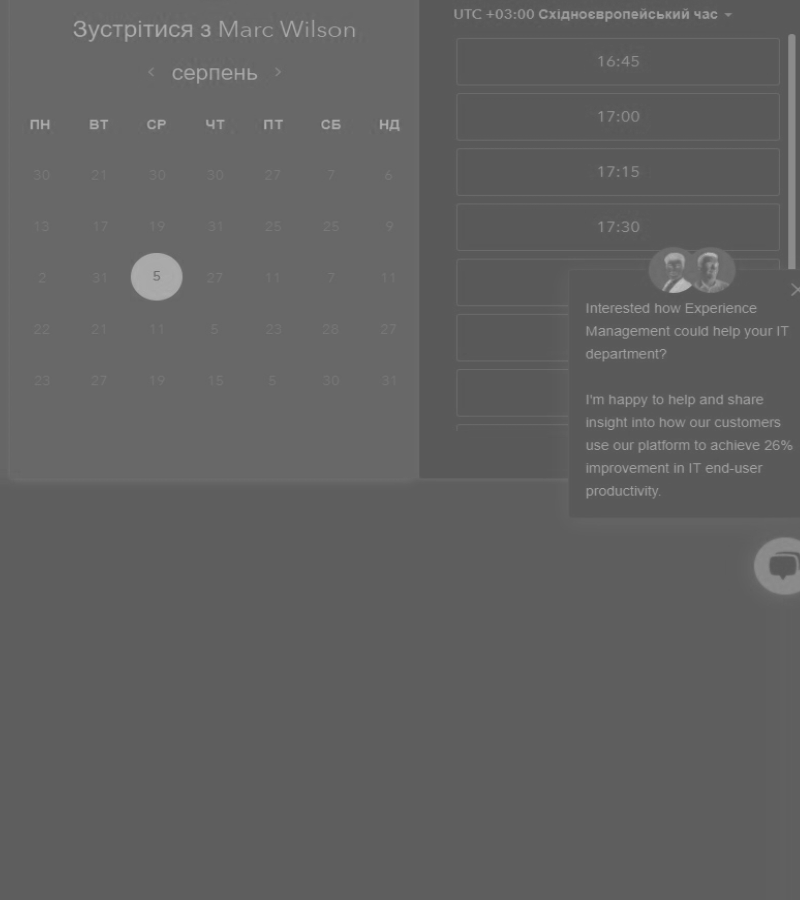 Зустрітися з Marc Wilson
серпень
ПН ВТ СР ЧТ ПТ СБ НД
30 21 30 30 27 7 6
13 17 19 31 25 25 9
2 31 5 27 11 7 11
22 21 11 5 23 28 27
23 27 19 15 5 30 31
UTC +03:00 Східноєвропейський час
16:45
17:00
17:15
17:30
Interested how Experience
Management could help your IT
department?
I'm happy to help and share
insight into how our customers
use our platform to achieve 26%
improvement in IT end-user
productivity.